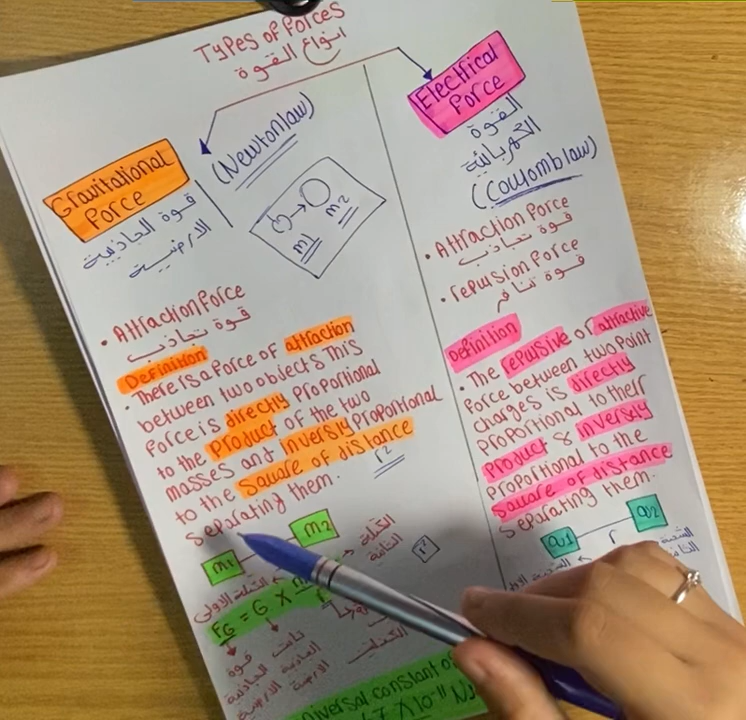 Types of Forces
انواع القوة
Gravitational
Force
(Newton law)
قوة الجاذبية
الارضية
m1
m2
• Attraction Force
قوة تجاذب
Definition
• There is a Force of attraction
between two objects This
Force is directly Proportional
to the Product of the two
masses and inversly Proportional
to the Square of distance
Separating them.
r²
m1
m2
الكتلة
الثانية
r²
الكتلة الاولى
FG = G X
قوة
الجاذبية
الارضية
ثابت
الجاذبية
الارضية
Electrical
Force
القوة
الكهربائية
(Coulomb law)
• Attraction Force
قوة تجاذب
• repulsion Force
قوة تنافر
Definition
• The repulsive or attractive
Force between two Point
charges is directly
Proportional to their
Product & inversly
Proportional to the
Square of distance
Separating them.
q1
r
q2